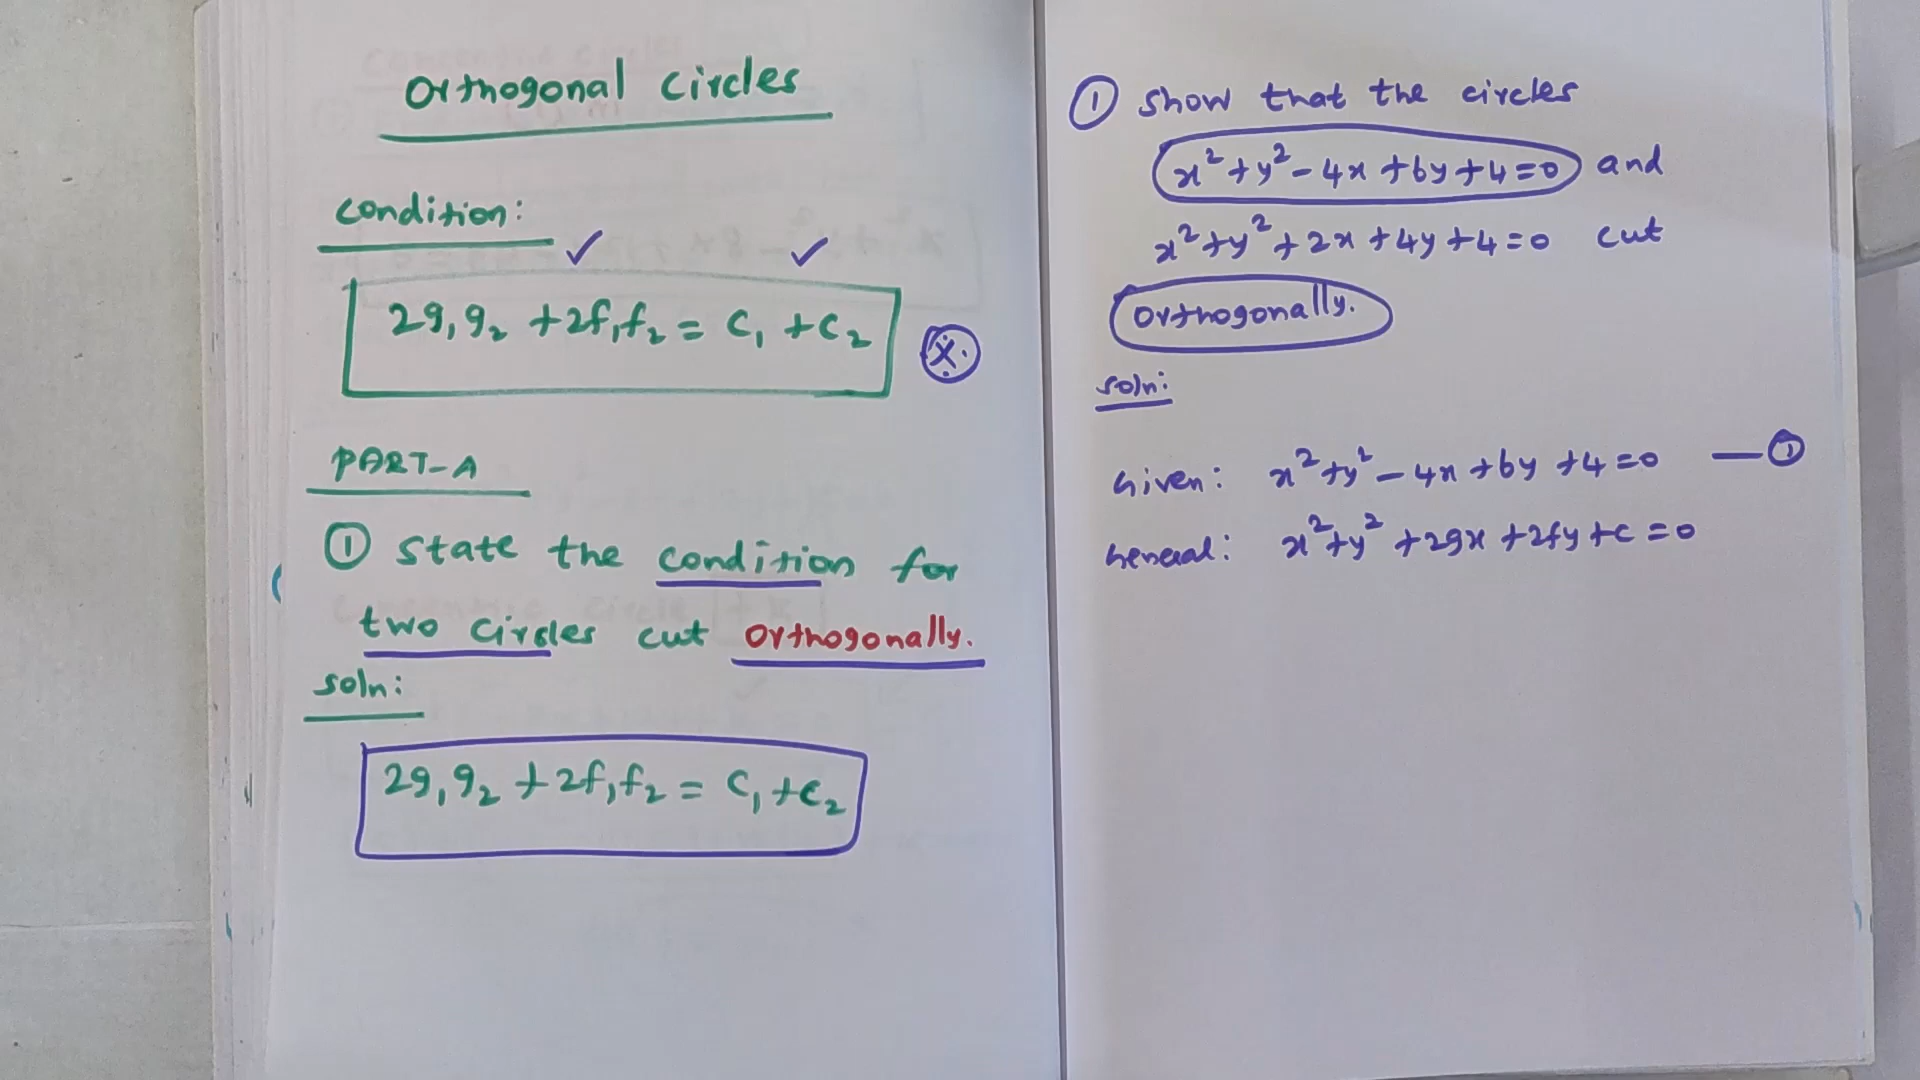 Orthogonal Circles
Condition:
2g₁g₂ + 2f₁f₂ = C₁ + C₂
PART-A
① State the condition for
two circles cut orthogonally.
Soln:
2g₁g₂ + 2f₁f₂ = C₁ + C₂
① Show that the circles
x² + y² - 4x + 6y + 4 = 0 and
x² + y² + 2x + 4y + 4 = 0 cut
orthogonally.
Soln:
Given: x² + y² - 4x + 6y + 4 = 0 — ①
General: x² + y² + 2gx + 2fy + c = 0